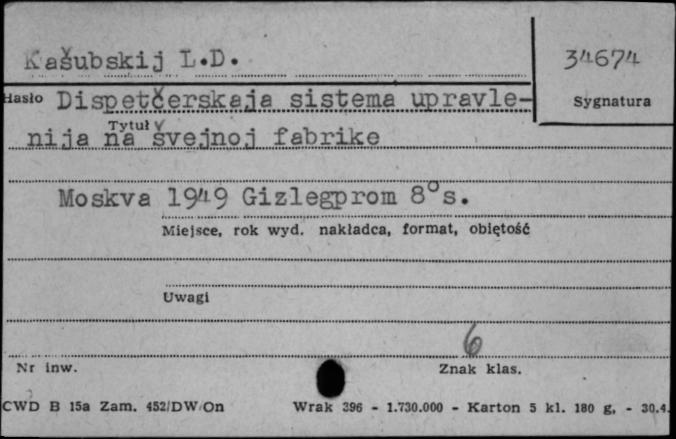 Kašubskij L.D.
34674
Hasło Dispetčerskaja sistema upravle-
Sygnatura
Tytuł
nija na švejnoj fabrike
Moskva 1949 Gizlegprom 8° s.
Miejsce, rok wyd. nakładca, format, objętość
Uwagi
6
Nr inw.
Znak klas.
CWD B 15a Zam. 452/DW/On
Wrak 396 - 1.730.000 - Karton 5 kl. 180 g, - 30.4.